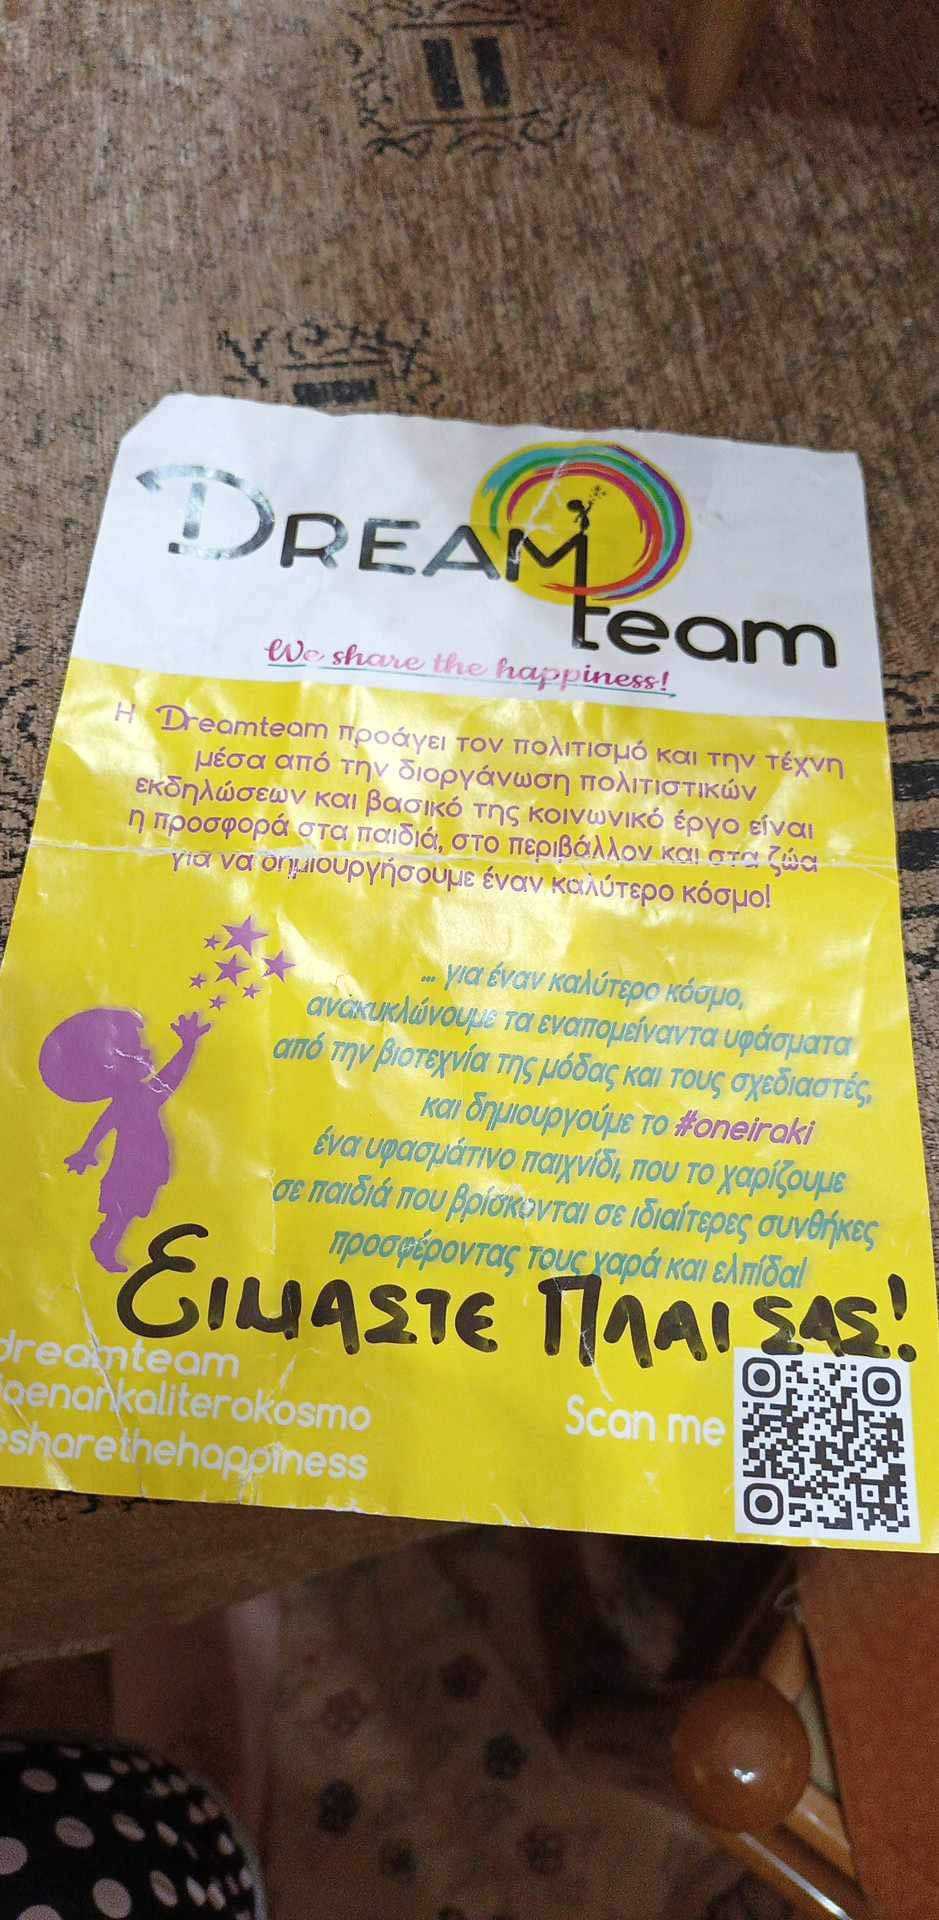 DREAM
team
We share the happiness!
Η Dreamteam προάγει τον πολιτισμό και την τέχνη
μέσα από την διοργάνωση πολιτιστικών
εκδηλώσεων και βασικό της κοινωνικό έργο είναι
η προσφορά στα παιδιά, στο περιβάλλον και στα ζώα
για να δημιουργήσουμε έναν καλύτερο κόσμο!
... για έναν καλύτερο κόσμο,
ανακυκλώνουμε τα εναπομείναντα υφάσματα
από την βιοτεχνία της μόδας και τους σχεδιαστές,
και δημιουργούμε το #oneiraki
ένα υφασμάτινο παιχνίδι, που το χαρίζουμε
σε παιδιά που βρίσκονται σε ιδιαίτερες συνθήκες
προσφέροντας τους χαρά και ελπίδα!
ΕΙΜΑΣΤΕ ΠΛΑΙ ΣΑΣ!
dreamteam
iaenankaliterokosmo
esharethehappiness
Scan me